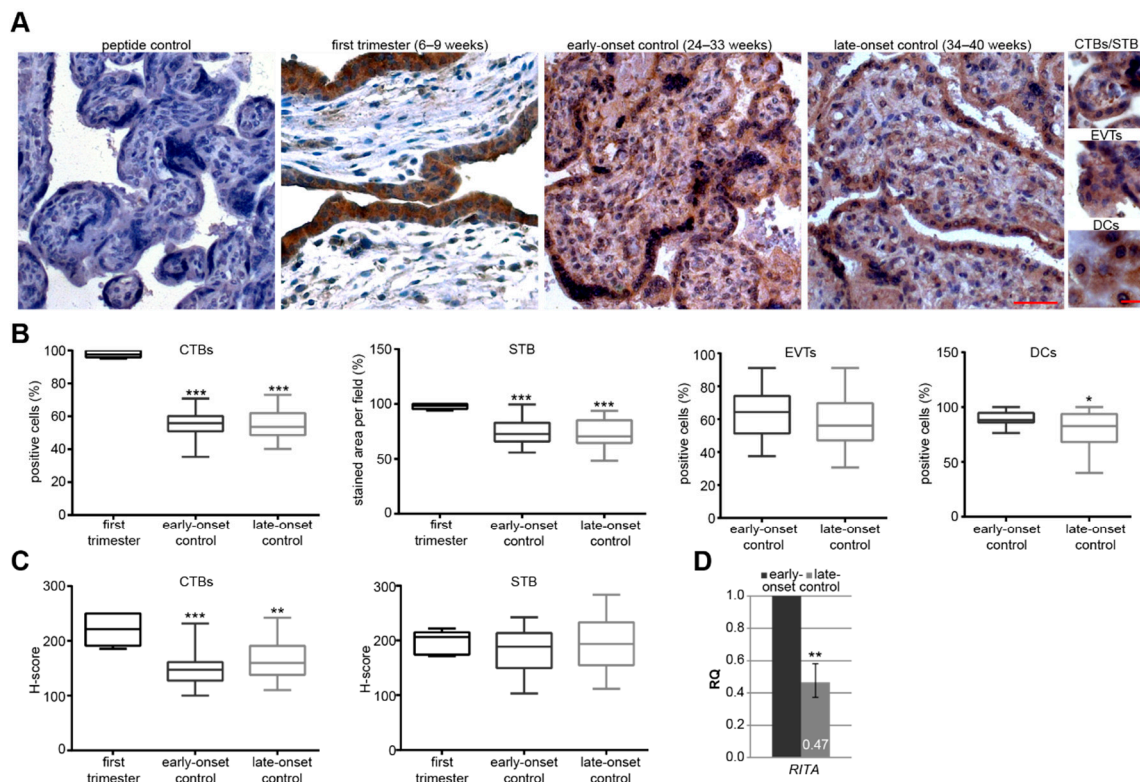 A
peptide control
first trimester (6–9 weeks)
early-onset control (24–33 weeks)
late-onset control (34–40 weeks)
CTBs/STB
EVTs
DCs
B
CTBs
positive cells (%)
100
80
60
40
20
0
***
***
first
trimester
early-onset
control
late-onset
control
STB
stained area per field (%)
150
100
50
0
***
***
first
trimester
early-onset
control
late-onset
control
EVTs
positive cells (%)
100
80
60
40
20
0
early-onset
control
late-onset
control
DCs
positive cells (%)
150
100
50
0
*
early-onset
control
late-onset
control
C
CTBs
H-score
300
200
100
0
***
**
first
trimester
early-onset
control
late-onset
control
STB
H-score
300
200
100
0
first
trimester
early-onset
control
late-onset
control
D
early- late-
onset control
RQ
1.0
0.8
0.6
0.4
0.2
0.0
**
0.47
RITA